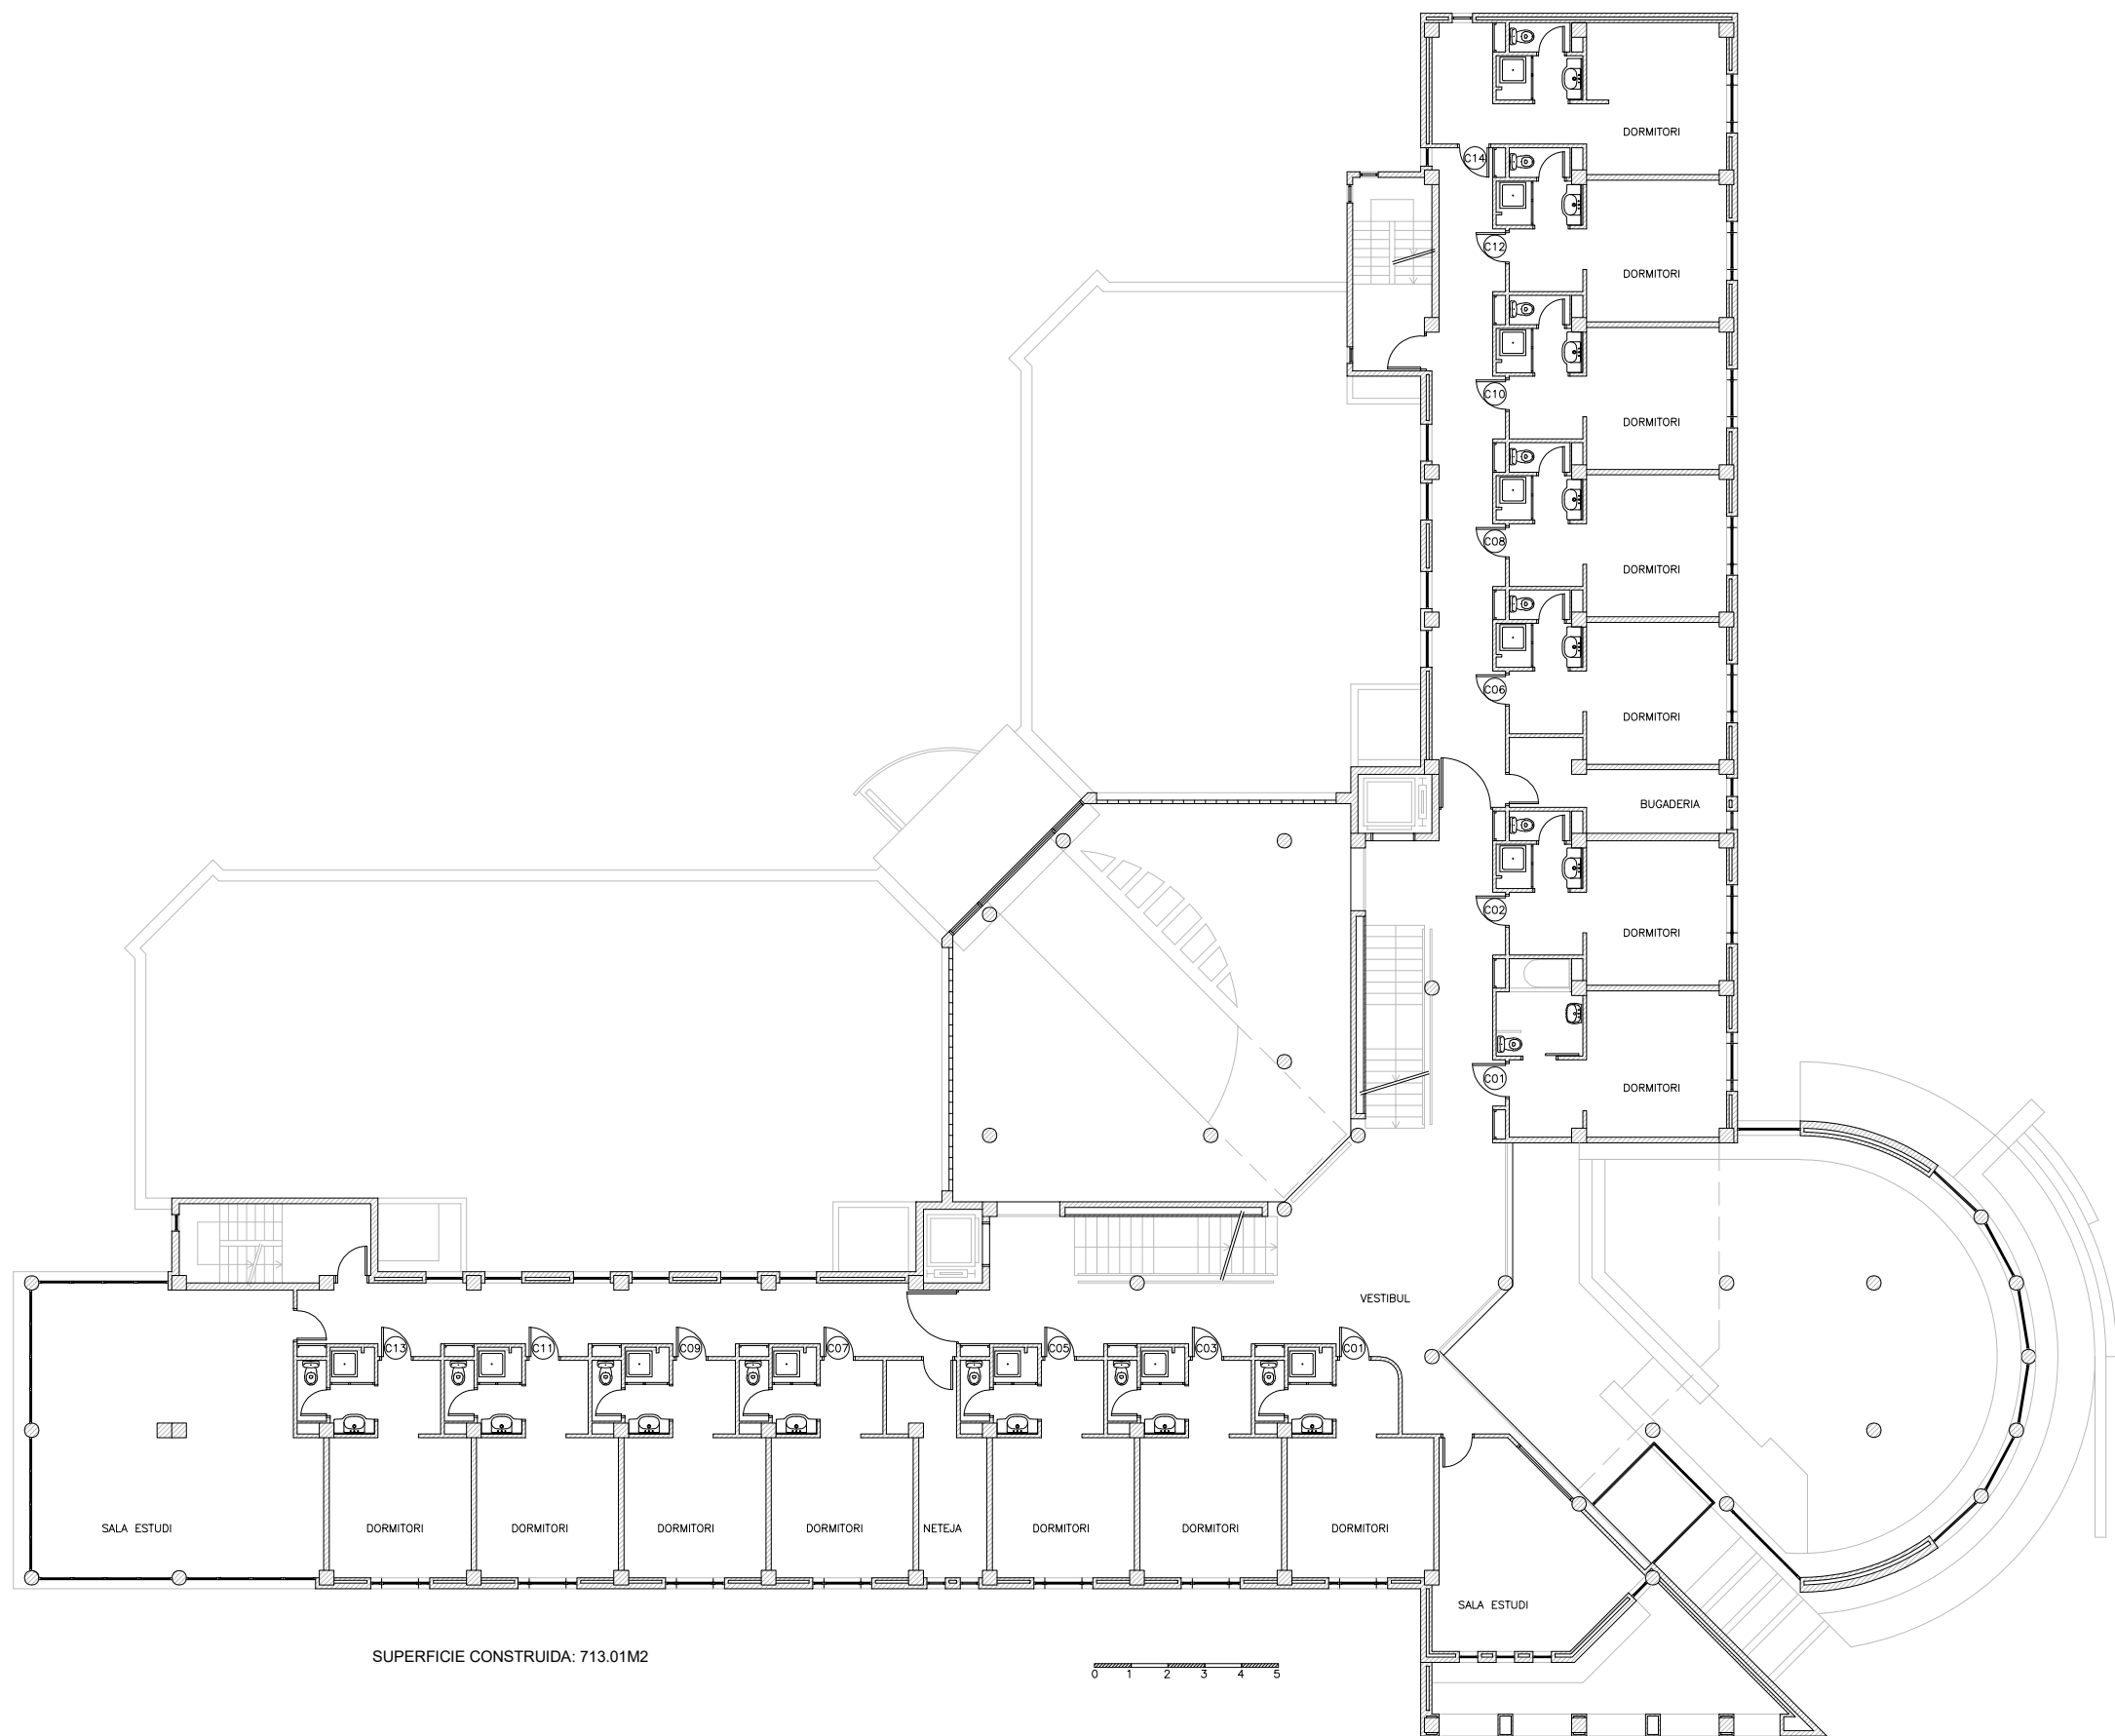 DORMITORI
C14
C12
DORMITORI
C10
DORMITORI
C08
DORMITORI
C06
DORMITORI
BUGADERIA
C02
DORMITORI
C01
DORMITORI
VESTIBUL
C13
C11
C09
C07
C05
C03
C01
SALA ESTUDI
DORMITORI
DORMITORI
DORMITORI
DORMITORI
NETEJA
DORMITORI
DORMITORI
DORMITORI
SALA ESTUDI
SUPERFICIE CONSTRUIDA: 713.01M2
0 1 2 3 4 5